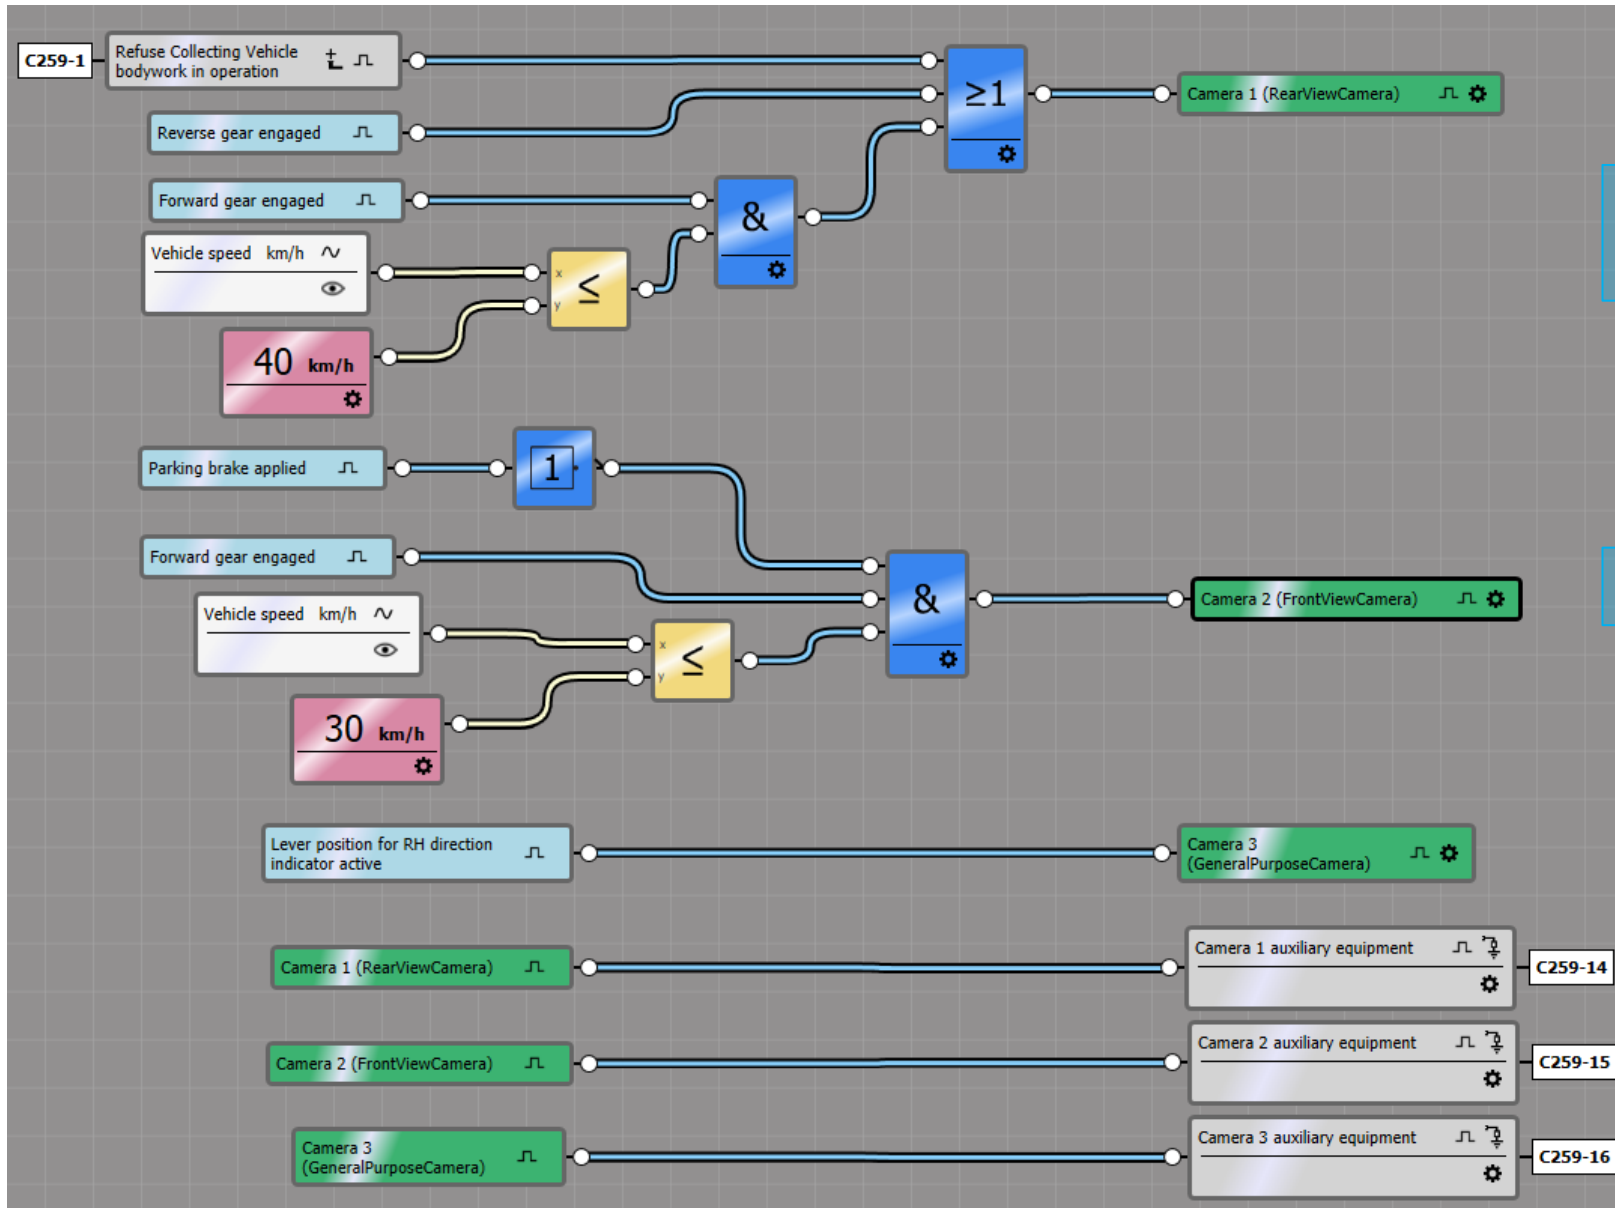 C259-1
Refuse Collecting Vehicle
bodywork in operation
≥1
Camera 1 (RearViewCamera)
Reverse gear engaged
Forward gear engaged
&
Vehicle speed km/h
x
≤
y
40 km/h
Parking brake applied
1
Forward gear engaged
&
Camera 2 (FrontViewCamera)
Vehicle speed km/h
x
≤
y
30 km/h
Lever position for RH direction
indicator active
Camera 3
(GeneralPurposeCamera)
Camera 1 (RearViewCamera)
Camera 1 auxiliary equipment
C259-14
Camera 2 (FrontViewCamera)
Camera 2 auxiliary equipment
C259-15
Camera 3
(GeneralPurposeCamera)
Camera 3 auxiliary equipment
C259-16